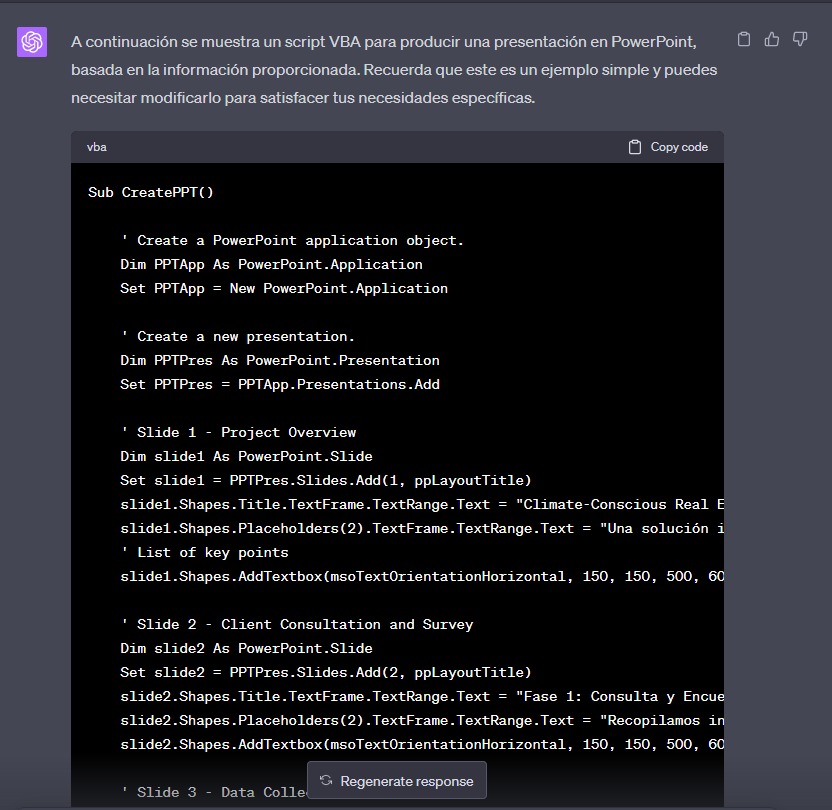 A continuación se muestra un script VBA para producir una presentación en PowerPoint,
basada en la información proporcionada. Recuerda que este es un ejemplo simple y puedes
necesitar modificarlo para satisfacer tus necesidades específicas.
vba
Copy code
Sub CreatePPT()
' Create a PowerPoint application object.
Dim PPTApp As PowerPoint.Application
Set PPTApp = New PowerPoint.Application
' Create a new presentation.
Dim PPTPres As PowerPoint.Presentation
Set PPTPres = PPTApp.Presentations.Add
' Slide 1 - Project Overview
Dim slide1 As PowerPoint.Slide
Set slide1 = PPTPres.Slides.Add(1, ppLayoutTitle)
slide1.Shapes.Title.TextFrame.TextRange.Text = "Climate-Conscious Real E
slide1.Shapes.Placeholders(2).TextFrame.TextRange.Text = "Una solución i
' List of key points
slide1.Shapes.AddTextbox(msoTextOrientationHorizontal, 150, 150, 500, 60
' Slide 2 - Client Consultation and Survey
Dim slide2 As PowerPoint.Slide
Set slide2 = PPTPres.Slides.Add(2, ppLayoutTitle)
slide2.Shapes.Title.TextFrame.TextRange.Text = "Fase 1: Consulta y Encue
slide2.Shapes.Placeholders(2).TextFrame.TextRange.Text = "Recopilamos in
slide2.Shapes.AddTextbox(msoTextOrientationHorizontal, 150, 150, 500, 60
' Slide 3 - Data Colle
Regenerate response